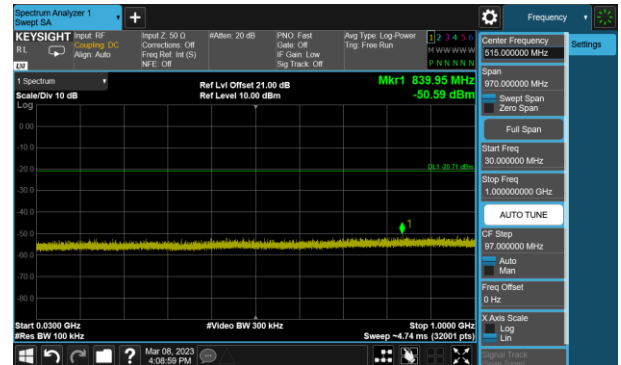 Spectrum Analyzer 1
Swept SA
Frequency
KEYSIGHT
RL
Input: RF
Coupling: DC
Align: Auto
Input Z: 50 Ω
Corrections: Off
Freq Ref: Int (S)
NFE: Off
#Atten: 20 dB
PNO: Fast
Gate: Off
IF Gain: Low
Sig Track: Off
Avg Type: Log-Power
Trig: Free Run
1 2 3 4 5 6
M W W W W W
P N N N N N
1 Spectrum
Scale/Div 10 dB
Log
Ref Lvl Offset 21.00 dB
Ref Level 10.00 dBm
Mkr1 839.95 MHz
-50.59 dBm
0.00
-10.0
-20.0
DL1 -20.71 dBm
-30.0
-40.0
1
-50.0
-60.0
-70.0
-80.0
Start 0.0300 GHz
#Res BW 100 kHz
#Video BW 300 kHz
Stop 1.0000 GHz
Sweep ~4.74 ms (32001 pts)
Mar 08, 2023
4:08:59 PM
Center Frequency
515.000000 MHz
Settings
Span
970.000000 MHz
Swept Span
Zero Span
Full Span
Start Freq
30.000000 MHz
Stop Freq
1.000000000 GHz
AUTO TUNE
CF Step
97.000000 MHz
Auto
Man
Freq Offset
0 Hz
X Axis Scale
Log
Lin
Signal Track